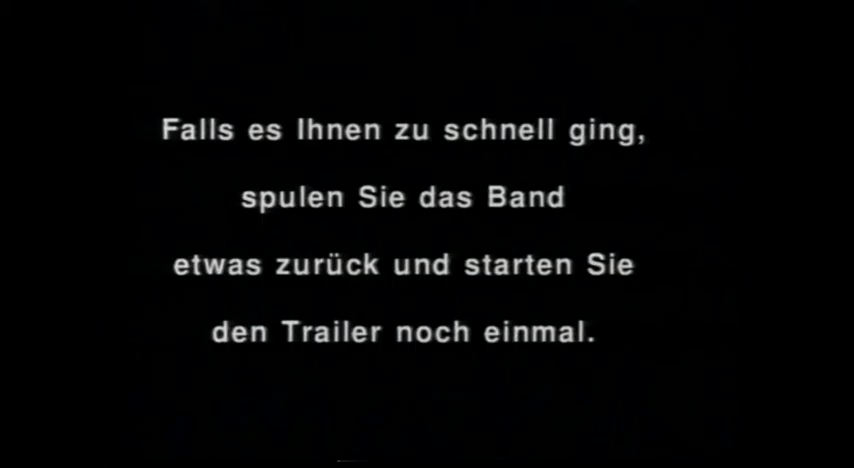 Falls es Ihnen zu schnell ging,
spulen Sie das Band
etwas zurück und starten Sie
den Trailer noch einmal.